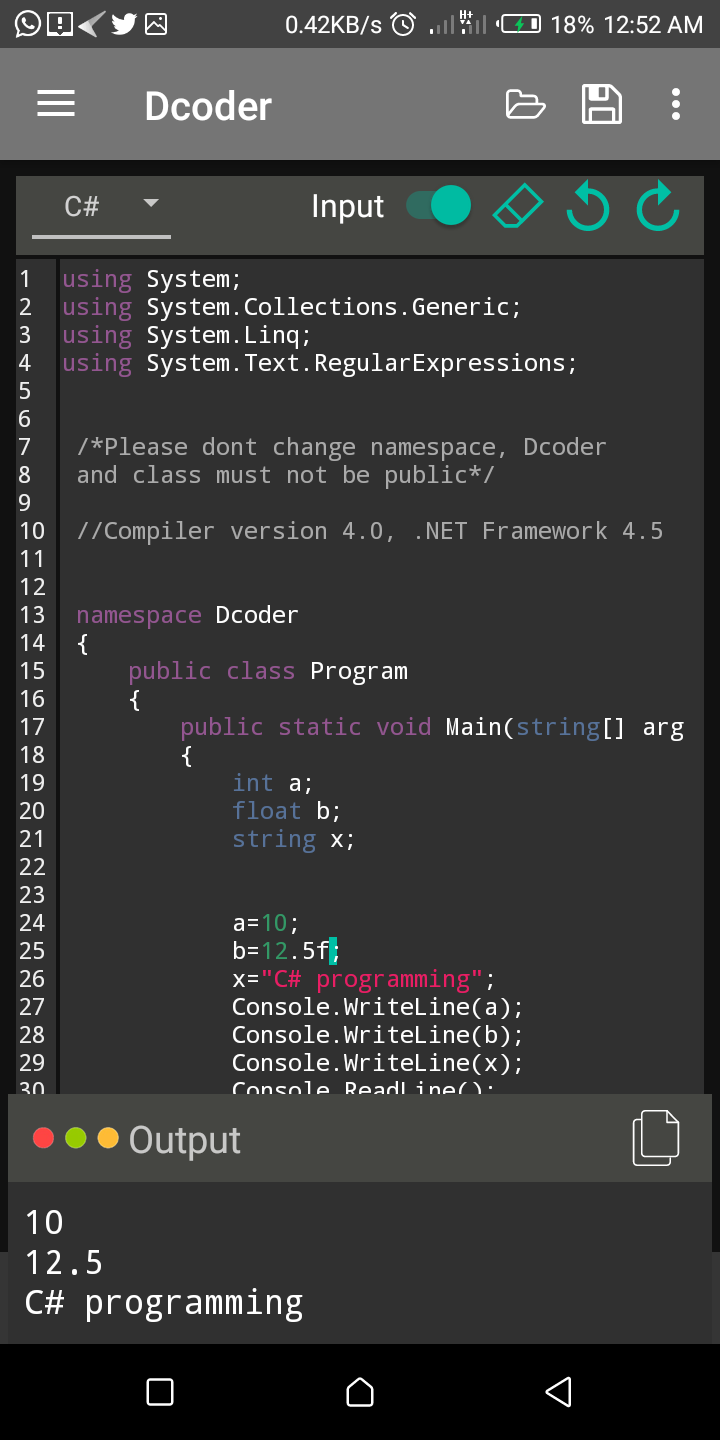 0.42KB/s H+ 18% 12:52 AM
Dcoder
C# Input
1 using System;
2 using System.Collections.Generic;
3 using System.Linq;
4 using System.Text.RegularExpressions;
5
6
7 /*Please dont change namespace, Dcoder
8 and class must not be public*/
9
10 //Compiler version 4.0, .NET Framework 4.5
11
12
13 namespace Dcoder
14 {
15 public class Program
16 {
17 public static void Main(string[] arg
18 {
19 int a;
20 float b;
21 string x;
22
23
24 a=10;
25 b=12.5f;
26 x="C# programming";
27 Console.WriteLine(a);
28 Console.WriteLine(b);
29 Console.WriteLine(x);
30 Console.ReadLine();
Output
10
12.5
C# programming